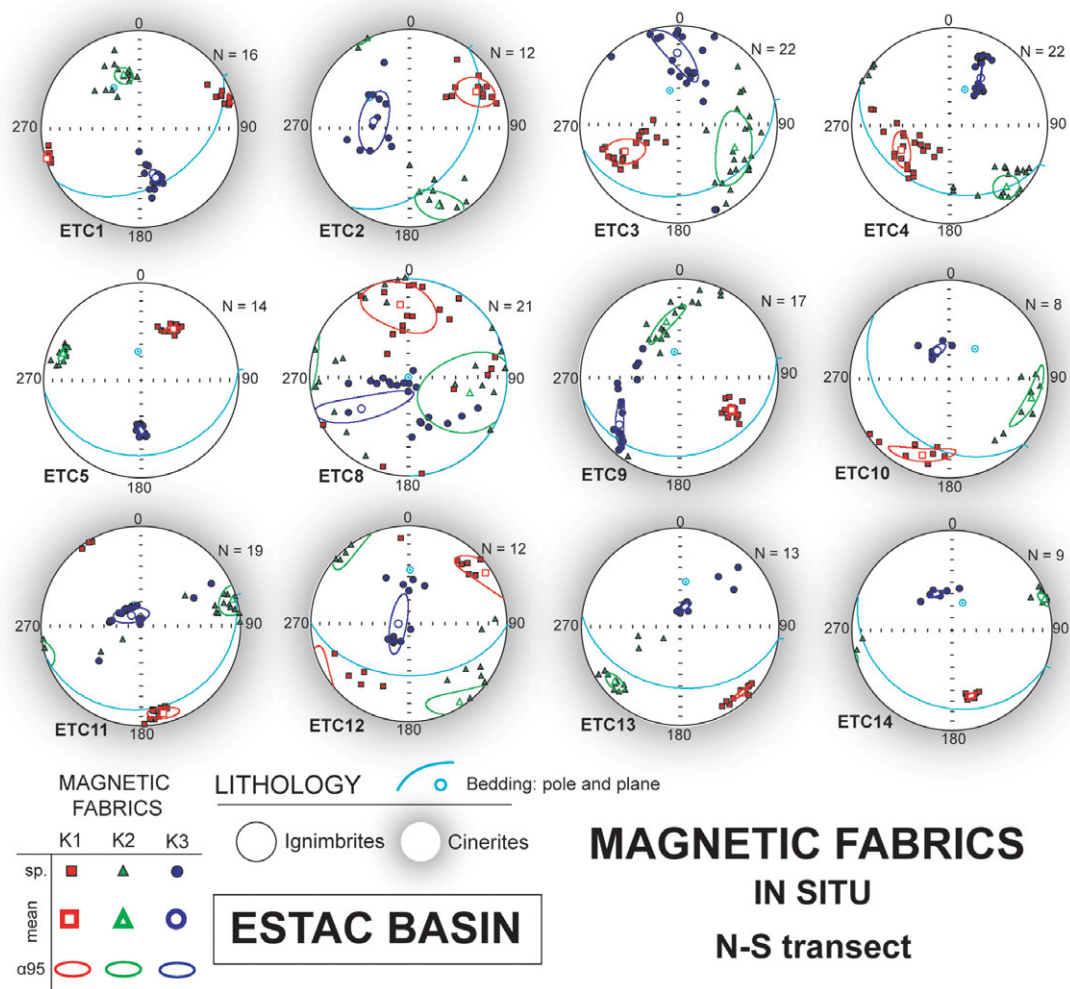 0
N = 16
270
90
ETC1
180
0
N = 12
270
90
ETC2
180
0
N = 22
270
90
ETC3
180
0
N = 22
270
90
ETC4
180
0
N = 14
270
90
ETC5
180
0
N = 21
270
90
ETC8
180
0
N = 17
270
90
ETC9
180
0
N = 8
270
90
ETC10
180
0
N = 19
270
90
ETC11
180
0
N = 12
270
90
ETC12
180
0
N = 13
270
90
ETC13
180
0
N = 9
270
90
ETC14
180
MAGNETIC
FABRICS
K1 K2 K3
sp.
mean
α95
LITHOLOGY
Bedding: pole and plane
Ignimbrites
Cinerites
ESTAC BASIN
MAGNETIC FABRICS
IN SITU
N-S transect